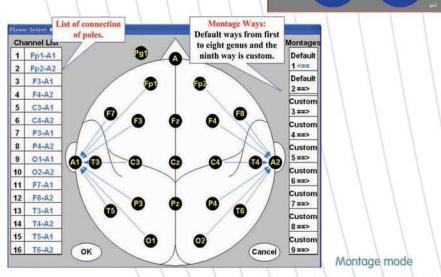 List of connection
of poles.
Montage Ways:
Default ways from first
to eight genus and the
ninth way is custom.
Please Select
Channel List
1 Fp1-A1
2 Fp2-A2
3 F3-A1
4 F4-A2
5 C3-A1
6 C4-A2
7 P3-A1
8 P4-A2
9 O1-A1
10 O2-A2
11 F7-A1
12 F8-A2
13 T3-A1
14 T4-A2
15 T5-A1
16 T6-A2
Pg1
A
Fp1
Fp2
F7
F3
Fz
F4
F8
A1
T3
C3
Cz
C4
T4
A2
T5
P3
Pz
P4
T6
O1
O2
OK
Cancel
Montages
Default
1 <==
Default
2 ==>
Custom
3 ==>
Custom
4 ==>
Custom
5 ==>
Custom
6 ==>
Custom
7 ==>
Custom
8 ==>
Custom
9 ==>
Montage mode